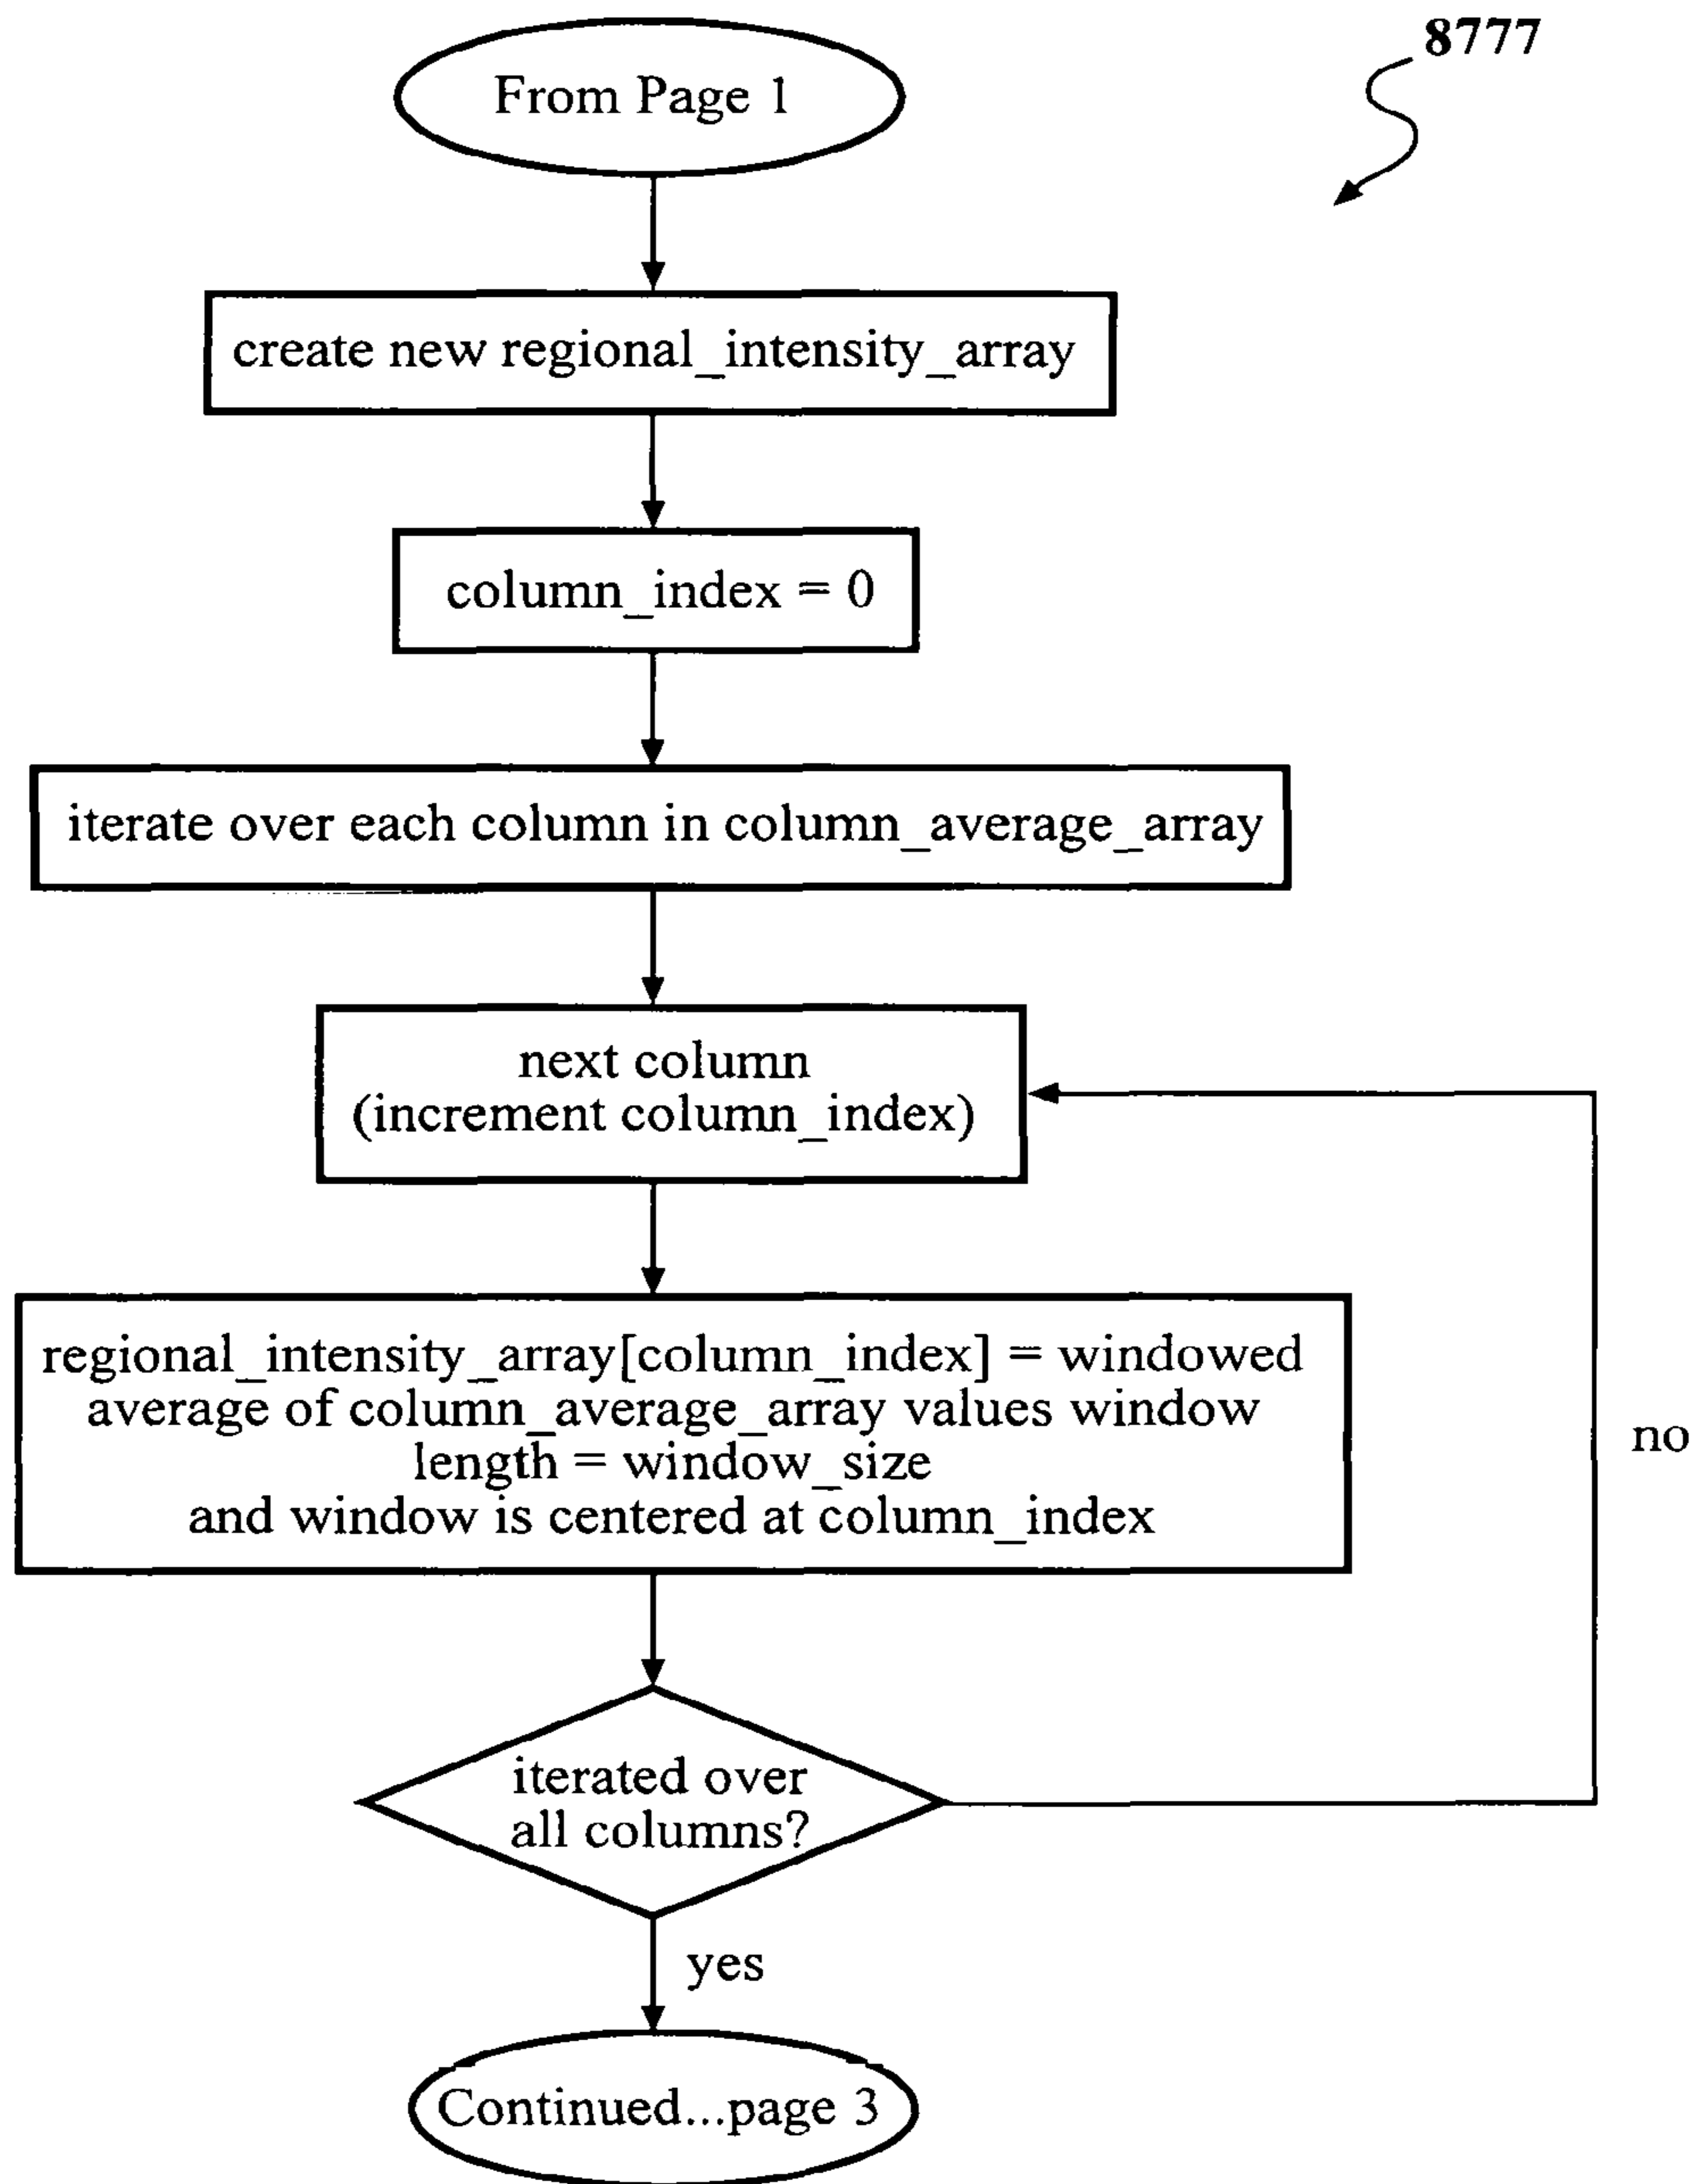 8777
From Page 1
create new regional_intensity_array
column_index = 0
iterate over each column in column_average_array
next column
(increment column_index)
regional_intensity_array[column_index] = windowed
average of column_average_array values window
length = window_size
and window is centered at column_index
no
iterated over
all columns?
yes
Continued...page 3